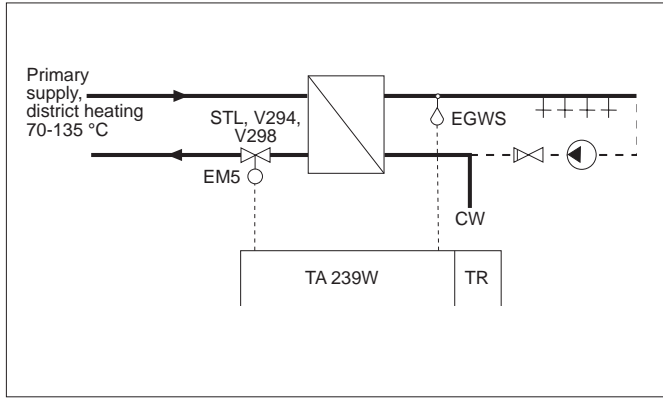 Primary
supply,
district heating
70-135 °C
STL, V294,
V298
EGWS
EM5
CW
TA 239W
TR